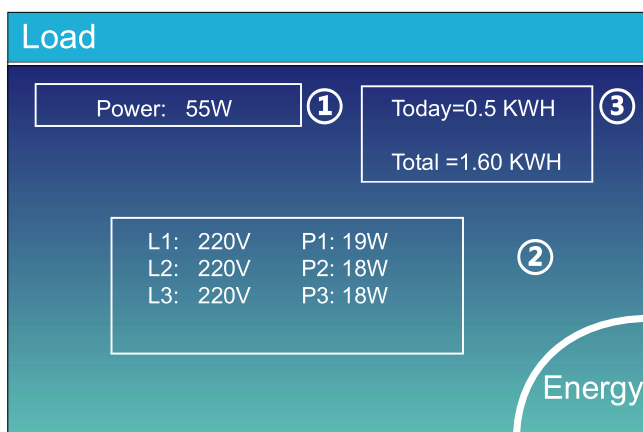 Load
Power: 55W ①
Today=0.5 KWH ③
Total =1.60 KWH
L1: 220V P1: 19W
L2: 220V P2: 18W
L3: 220V P3: 18W
②
Energy